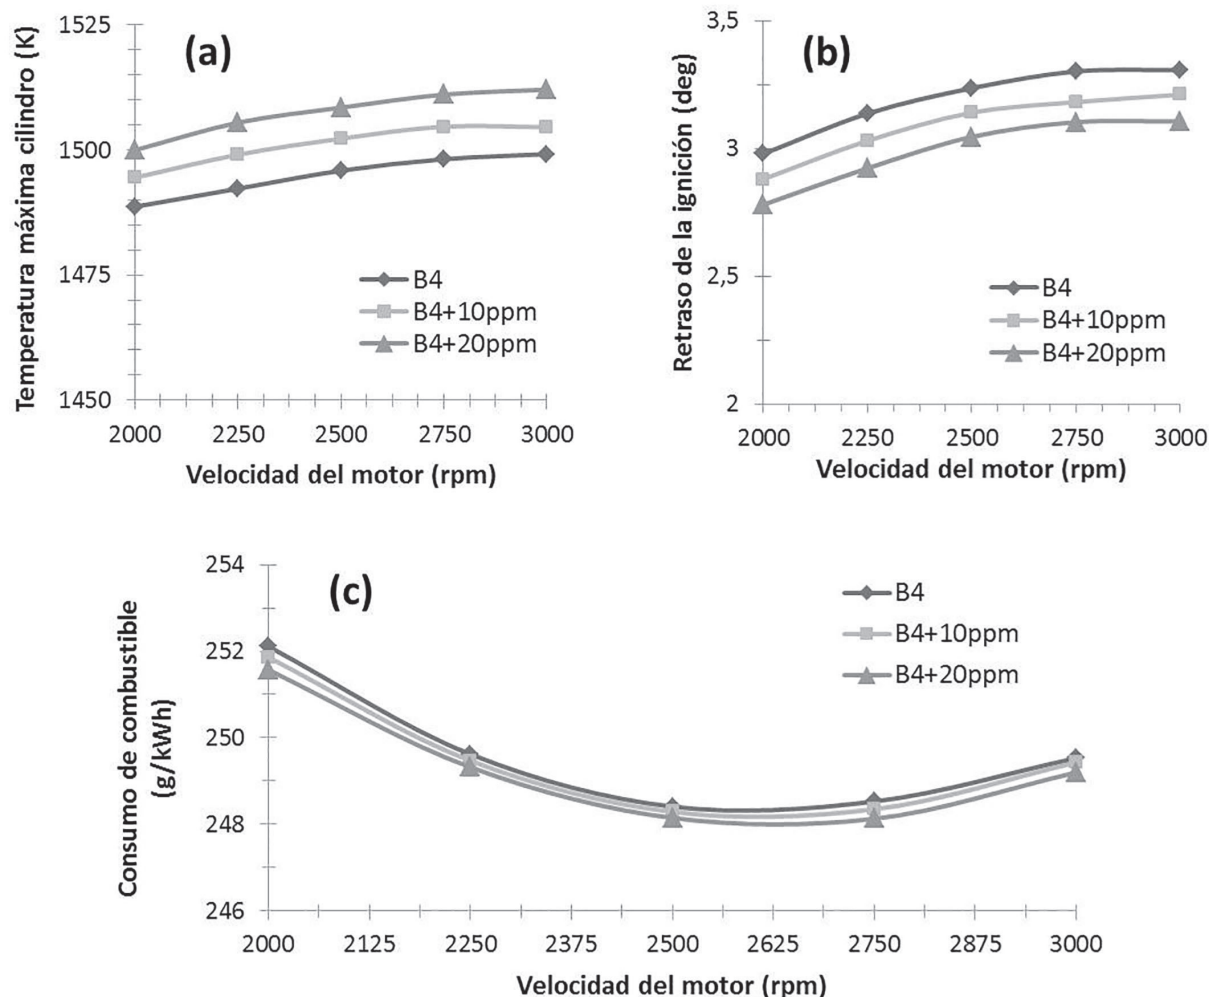 (a)
Temperatura máxima cilindro (K)
1525
1500
1475
1450
2000 2250 2500 2750 3000
Velocidad del motor (rpm)
B4
B4+10ppm
B4+20ppm
(b)
Retraso de la ignición (deg)
3,5
3
2,5
2
2000 2250 2500 2750 3000
Velocidad del motor (rpm)
B4
B4+10ppm
B4+20ppm
(c)
Consumo de combustible
(g/kWh)
254
252
250
248
246
2000 2125 2250 2375 2500 2625 2750 2875 3000
Velocidad del motor (rpm)
B4
B4+10ppm
B4+20ppm